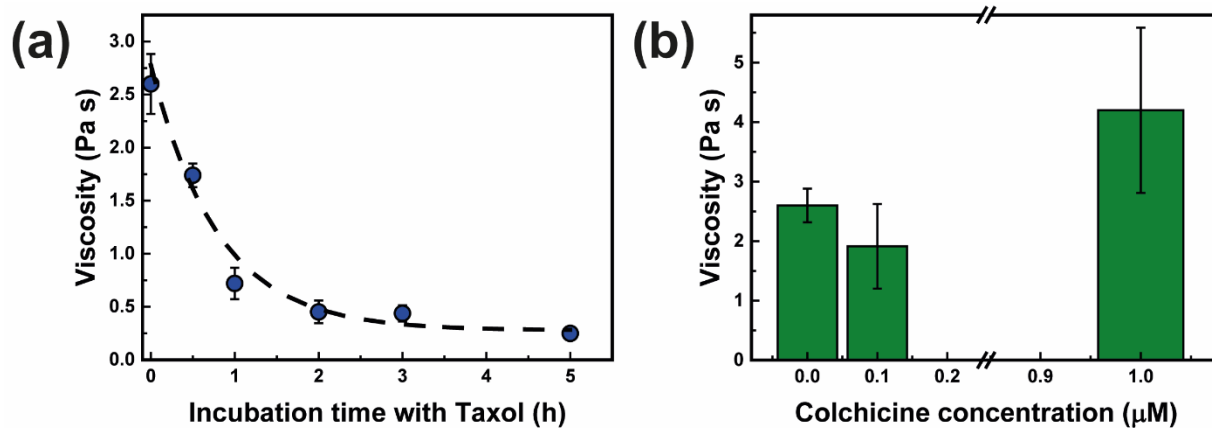 (a)
Viscosity (Pa s)
3.0
2.5
2.0
1.5
1.0
0.5
0.0
0 1 2 3 4 5
Incubation time with Taxol (h)
(b)
Viscosity (Pa s)
5
4
3
2
1
0
0.0 0.1 0.2 0.9 1.0
Colchicine concentration (μM)